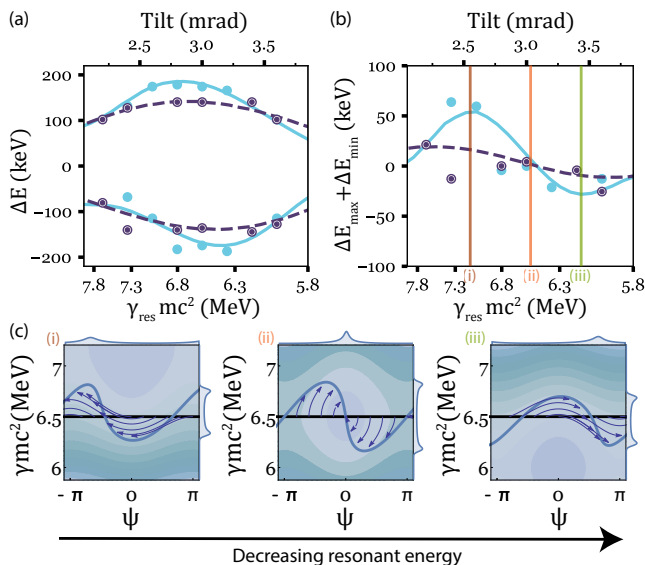 (a) Tilt (mrad)
2.5 3.0 3.5
200
100
0
-100
-200
ΔE (keV)
7.8 7.3 6.8 6.3 5.8
γres mc² (MeV)
(b) Tilt (mrad)
2.5 3.0 3.5
100
50
0
-50
-100
ΔEmax + ΔEmin (keV)
(i) (ii) (iii)
7.8 7.3 6.8 6.3 5.8
γres mc² (MeV)
(c)
(i)
7
6.5
6
γmc² (MeV)
-π 0 π
ψ
(ii)
7
6.5
6
γmc² (MeV)
-π 0 π
ψ
(iii)
7
6.5
6
γmc² (MeV)
-π 0 π
ψ
Decreasing resonant energy